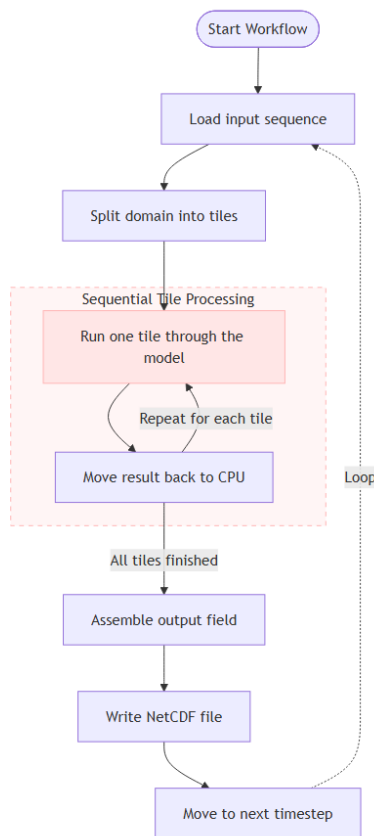 Start Workflow
Load input sequence
Split domain into tiles
Sequential Tile Processing
Run one tile through the
model
Repeat for each tile
Move result back to CPU
Loop
All tiles finished
Assemble output field
Write NetCDF file
Move to next timestep